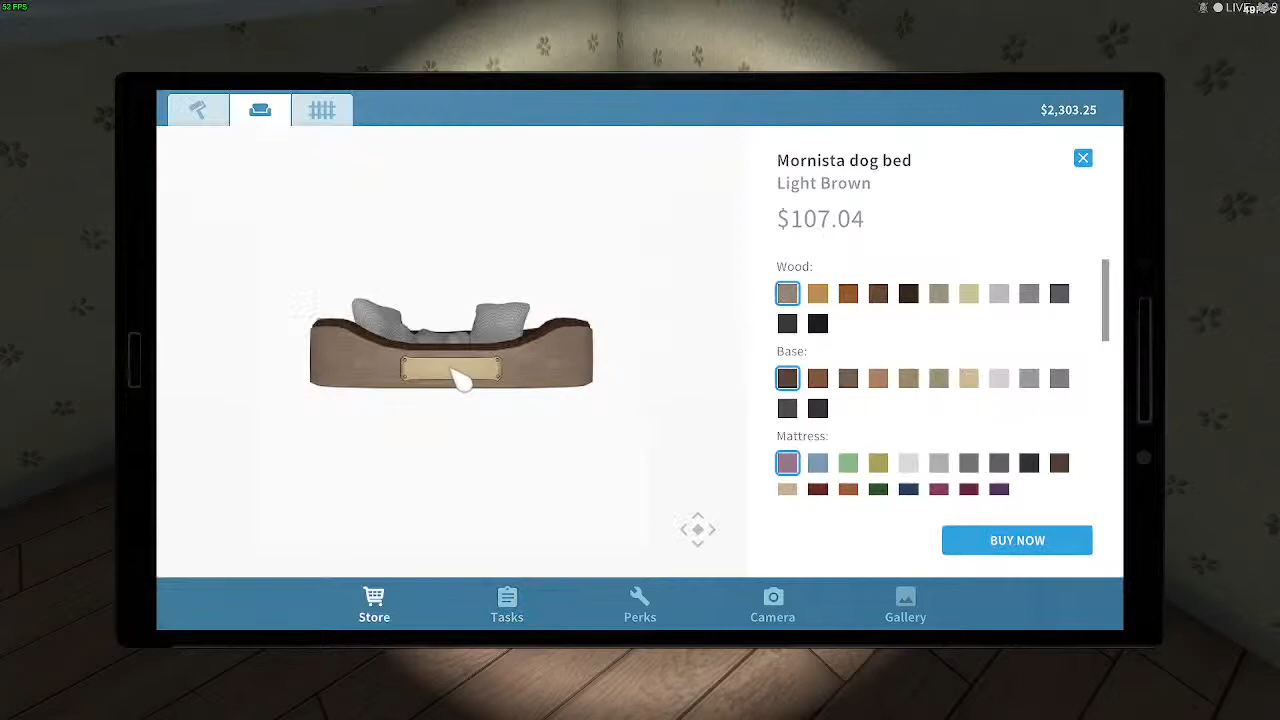 52 FPS
LIVE
$2,303.25
Mornista dog bed
Light Brown
$107.04
Wood:
Base:
Mattress:
BUY NOW
Store
Tasks
Perks
Camera
Gallery